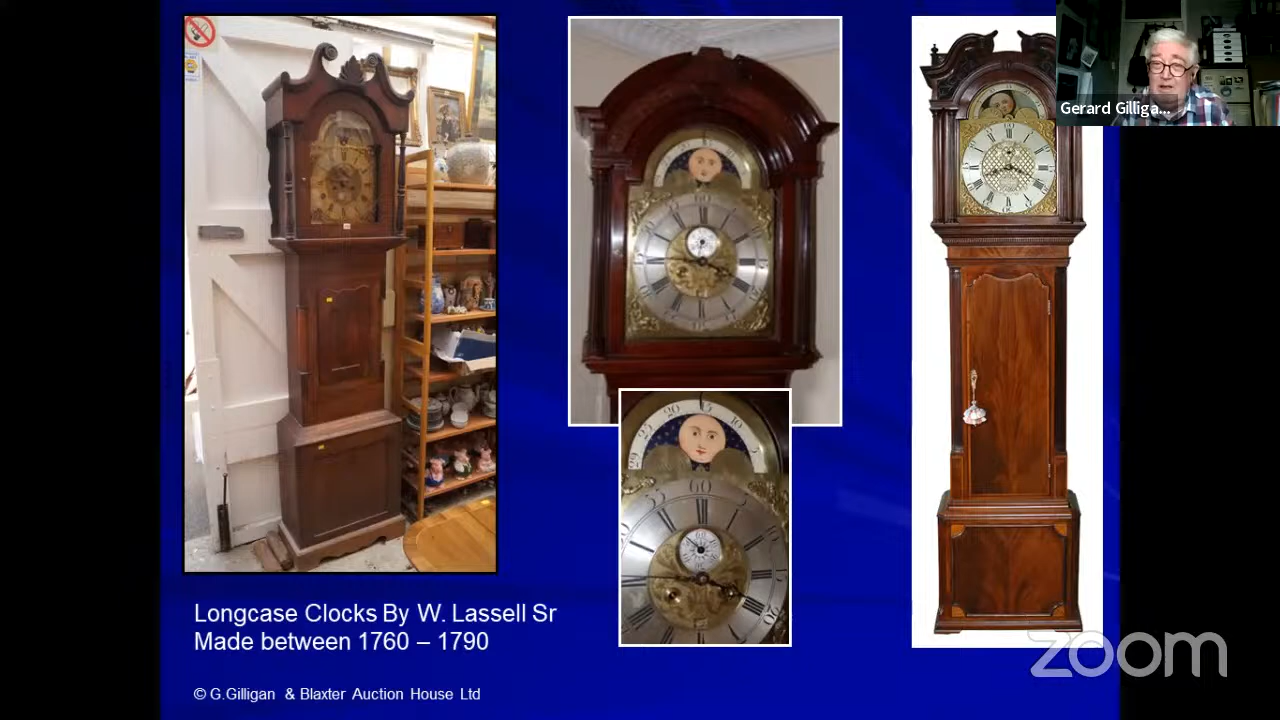 Gerard Gilliga...
Longcase Clocks By W. Lassell Sr
Made between 1760 – 1790
© G.Gilligan & Blaxter Auction House Ltd
zoom